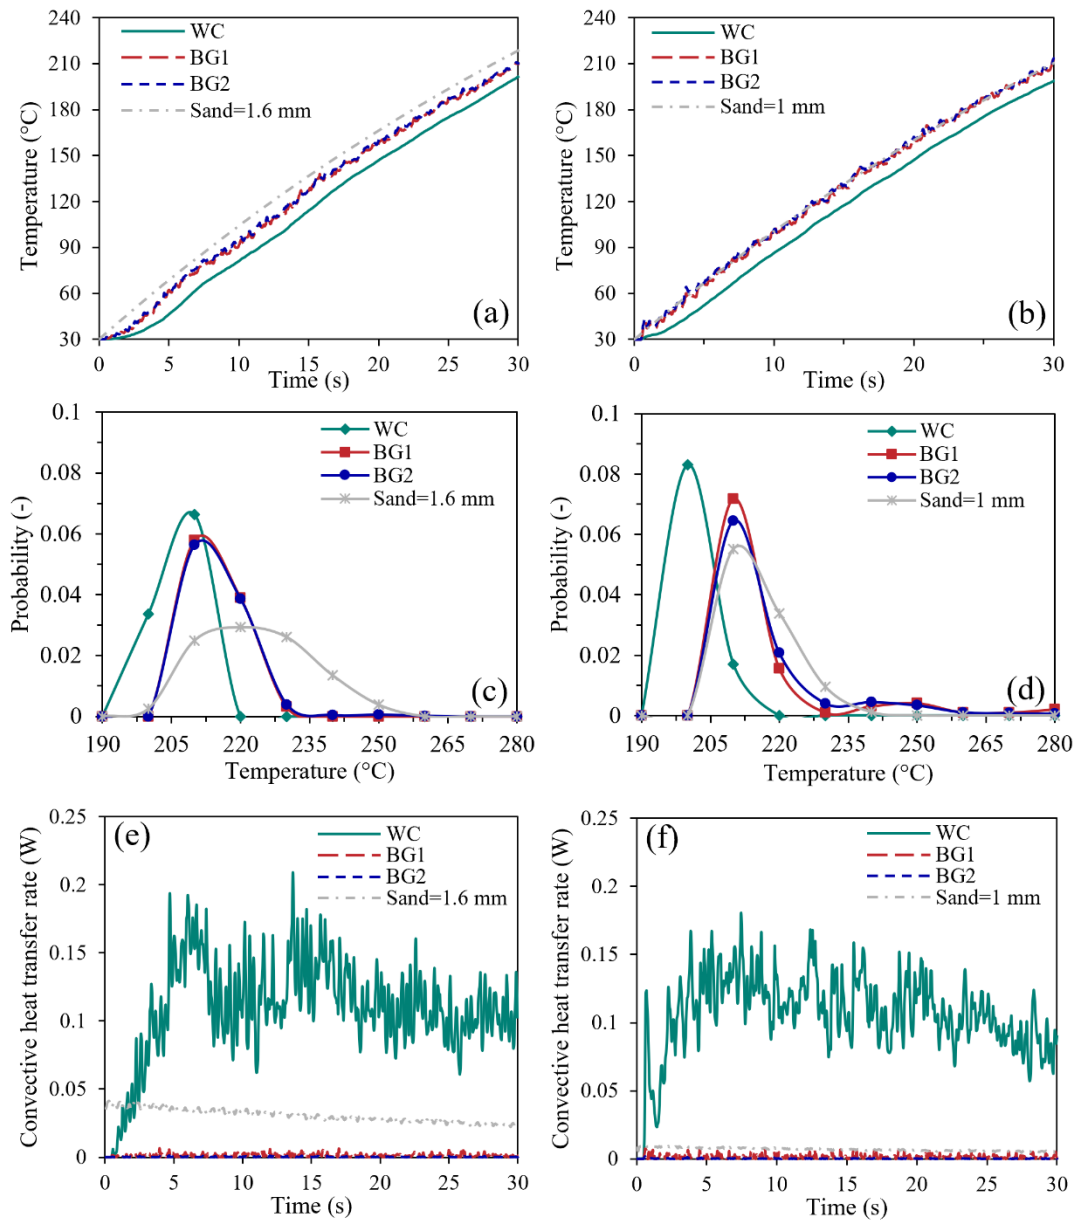 240
210
180
150
120
90
60
30
Temperature (°C)
WC
BG1
BG2
Sand=1.6 mm
(a)
0 5 10 15 20 25 30
Time (s)
240
210
180
150
120
90
60
30
Temperature (°C)
WC
BG1
BG2
Sand=1 mm
(b)
0 5 10 15 20 25 30
Time (s)
0.1
0.08
0.06
0.04
0.02
0
Probability (-)
WC
BG1
BG2
Sand=1.6 mm
(c)
190 205 220 235 250 265 280
Temperature (°C)
0.1
0.08
0.06
0.04
0.02
0
Probability (-)
WC
BG1
BG2
Sand=1 mm
(d)
190 205 220 235 250 265 280
Temperature (°C)
0.25
0.2
0.15
0.1
0.05
0
Convective heat transfer rate (W)
(e)
WC
BG1
BG2
Sand=1.6 mm
0 5 10 15 20 25 30
Time (s)
0.25
0.2
0.15
0.1
0.05
0
Convective heat transfer rate (W)
(f)
WC
BG1
BG2
Sand=1 mm
0 5 10 15 20 25 30
Time (s)